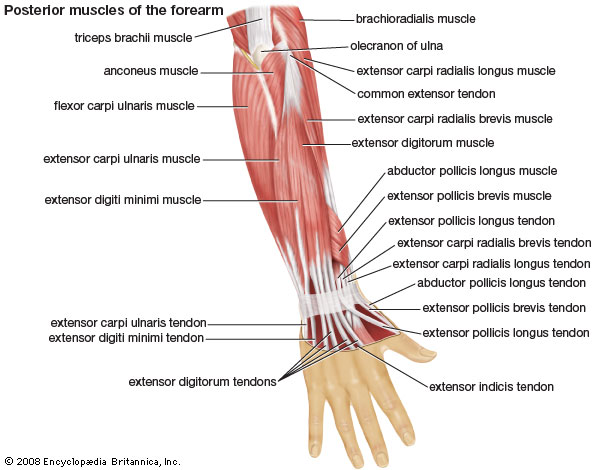 Posterior muscles of the forearm
triceps brachii muscle
anconeus muscle
flexor carpi ulnaris muscle
extensor carpi ulnaris muscle
extensor digiti minimi muscle
extensor carpi ulnaris tendon
extensor digiti minimi tendon
extensor digitorum tendons
brachioradialis muscle
olecranon of ulna
extensor carpi radialis longus muscle
common extensor tendon
extensor carpi radialis brevis muscle
extensor digitorum muscle
abductor pollicis longus muscle
extensor pollicis brevis muscle
extensor pollicis longus tendon
extensor carpi radialis brevis tendon
extensor carpi radialis longus tendon
abductor pollicis longus tendon
extensor pollicis brevis tendon
extensor pollicis longus tendon
extensor indicis tendon
© 2008 Encyclopædia Britannica, Inc.